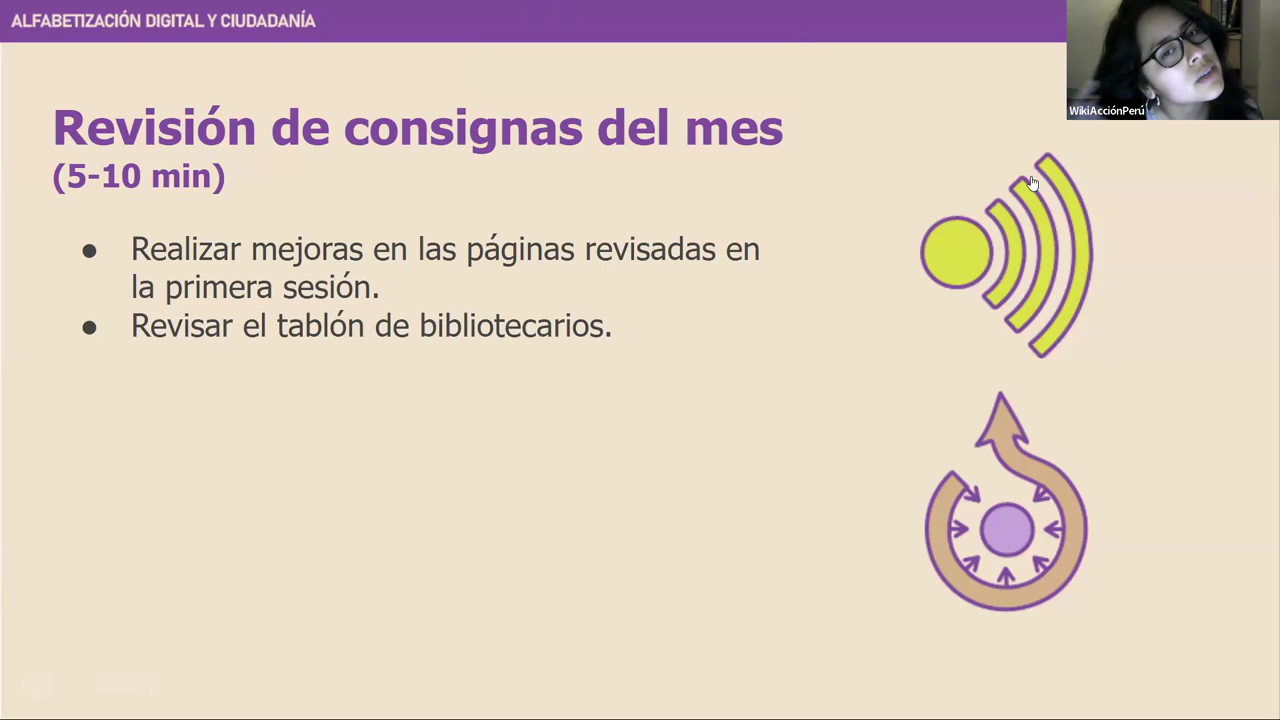 ALFABETIZACIÓN DIGITAL Y CIUDADANÍA
WikiAcciónPerú
Revisión de consignas del mes
(5-10 min)
● Realizar mejoras en las páginas revisadas en
la primera sesión.
● Revisar el tablón de bibliotecarios.